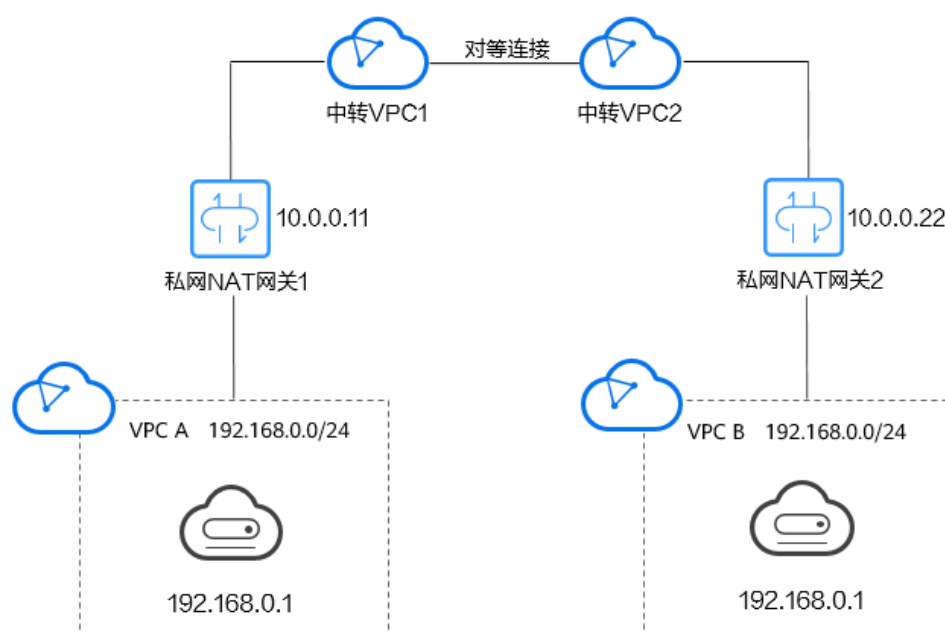 对等连接
中转VPC1
中转VPC2
10.0.0.11
10.0.0.22
私网NAT网关1
私网NAT网关2
VPC A 192.168.0.0/24
VPC B 192.168.0.0/24
192.168.0.1
192.168.0.1